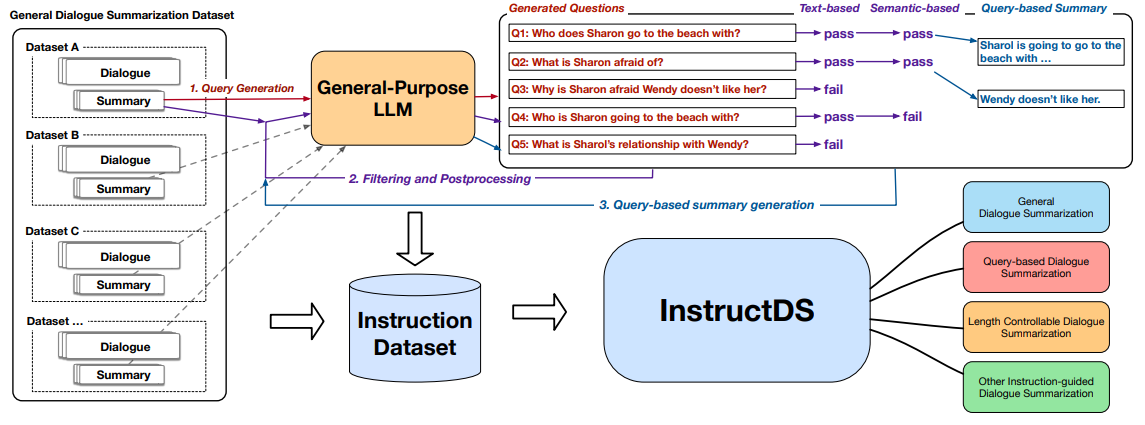 General Dialogue Summarization Dataset
Dataset A
Dialogue
Summary
Dataset B
Dialogue
Summary
Dataset C
Dialogue
Summary
Dataset ...
Dialogue
Summary
1. Query Generation
General-Purpose
LLM
Generated Questions
Text-based
Semantic-based
Query-based Summary
Q1: Who does Sharon go to the beach with?
pass
pass
Sharol is going to go to the
beach with ...
Q2: What is Sharon afraid of?
pass
pass
Wendy doesn't like her.
Q3: Why is Sharon afraid Wendy doesn't like her?
fail
Q4: Who is Sharon going to the beach with?
pass
fail
Q5: What is Sharol's relationship with Wendy?
fail
2. Filtering and Postprocessing
3. Query-based summary generation
Instruction
Dataset
InstructDS
General
Dialogue Summarization
Query-based Dialogue
Summarization
Length Controllable Dialogue
Summarization
Other Instruction-guided
Dialogue Summarization